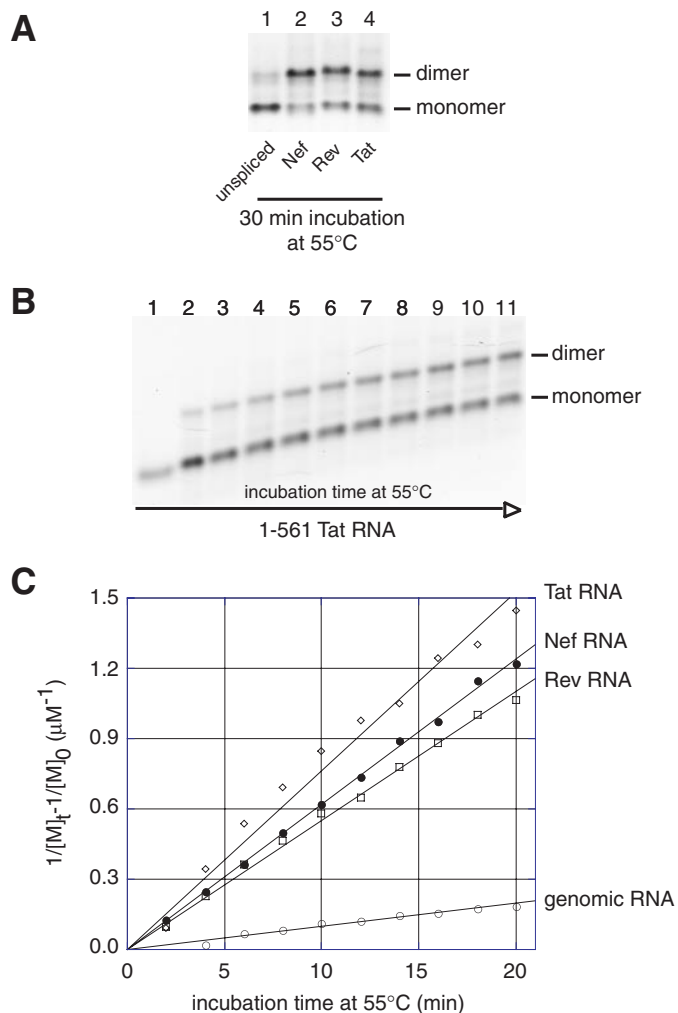 A
1 2 3 4
dimer
monomer
unspliced Nef Rev Tat
30 min incubation
at 55°C
B
1 2 3 4 5 6 7 8 9 10 11
dimer
monomer
incubation time at 55°C
1-561 Tat RNA
C
1.5
1.2
0.9
0.6
0.3
0.0
1/[M]t-1/[M]0 (µM-1)
Tat RNA
Nef RNA
Rev RNA
genomic RNA
0 5 10 15 20
incubation time at 55°C (min)